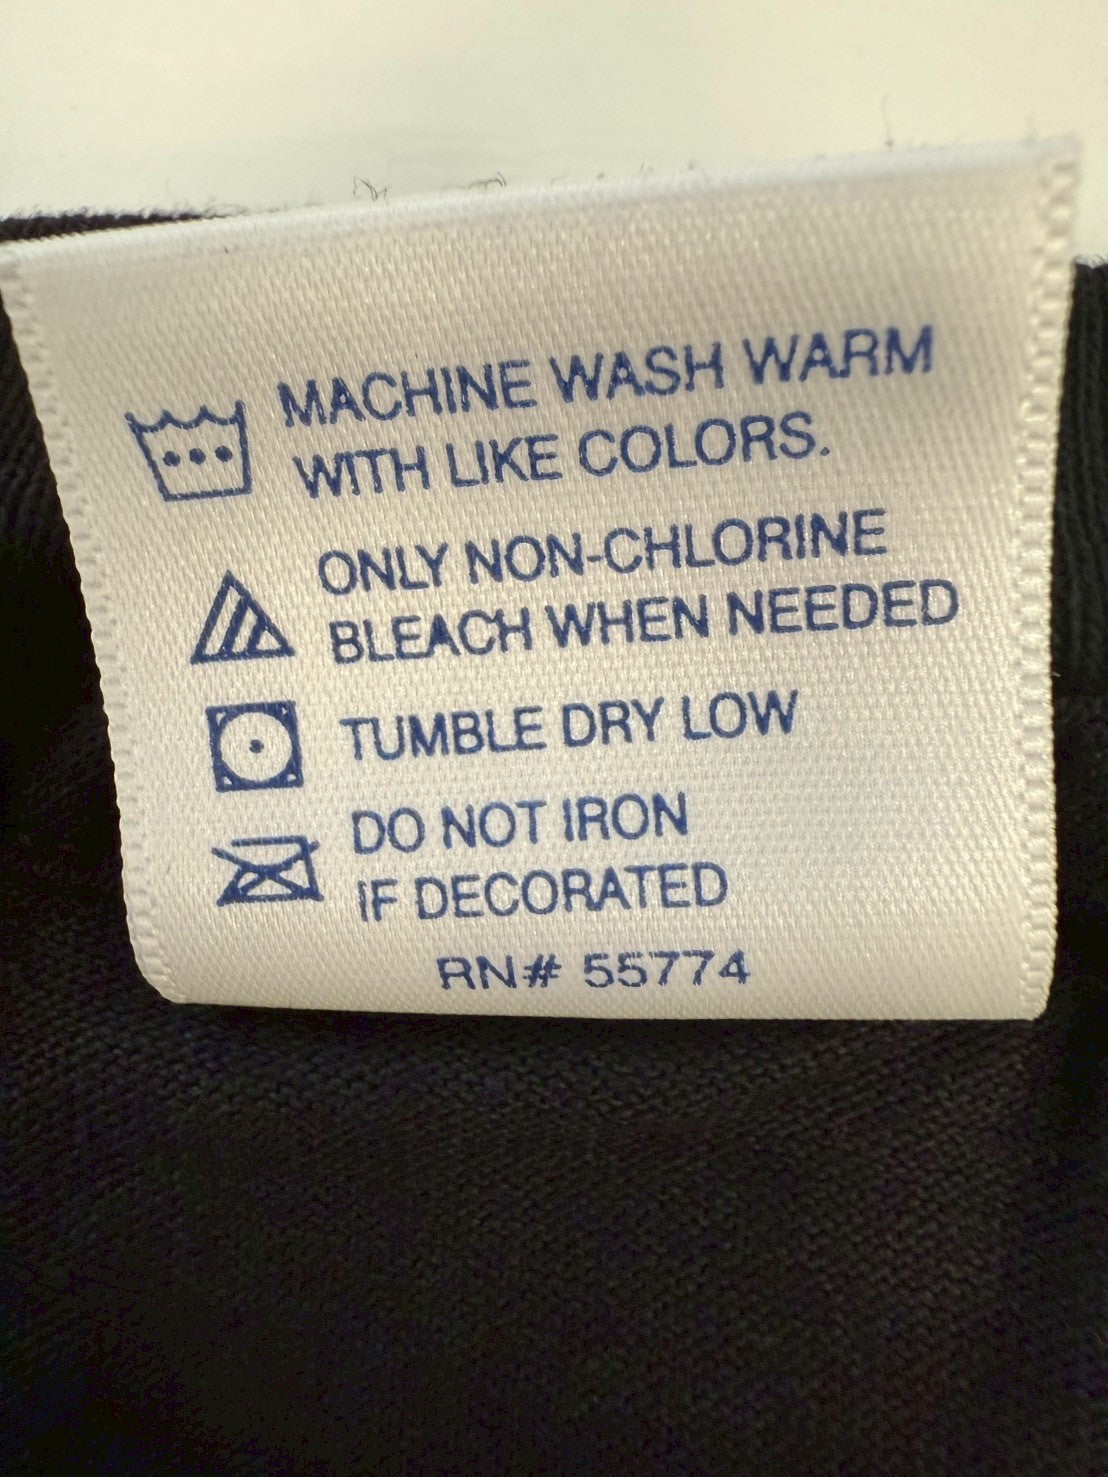 MACHINE WASH WARM
WITH LIKE COLORS.
ONLY NON-CHLORINE
BLEACH WHEN NEEDED
TUMBLE DRY LOW
DO NOT IRON
IF DECORATED
RN# 55774